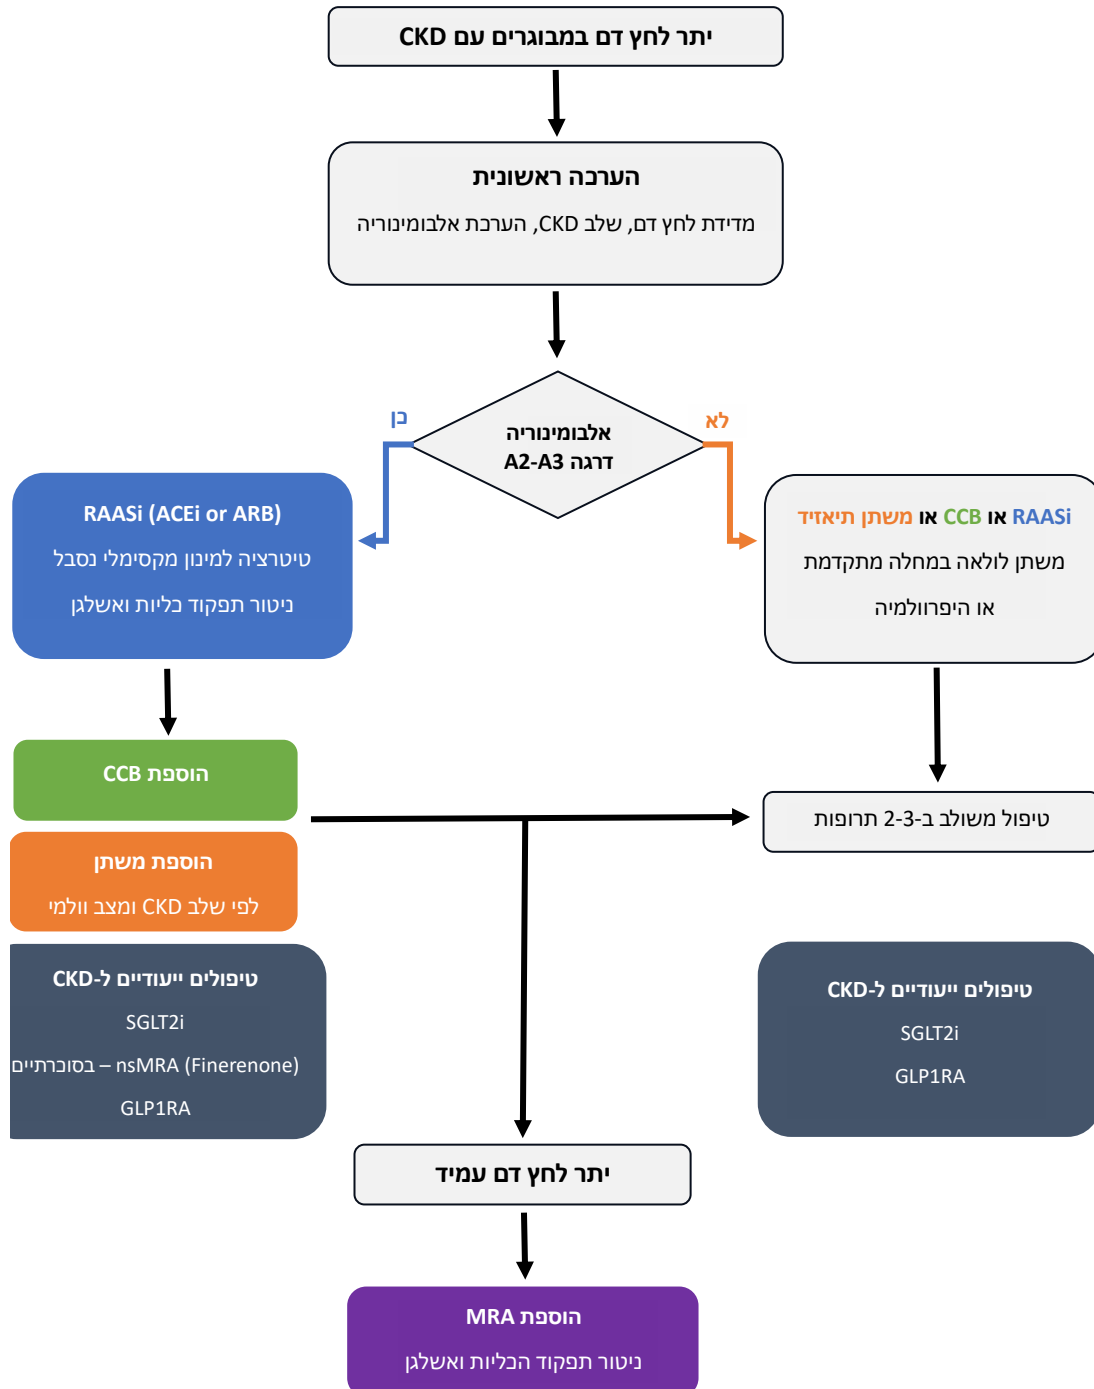 יתר לחץ דם במבוגרים עם CKD
הערכה ראשונית
מדידת לחץ דם, שלב CKD, הערכת אלבומינוריה
אלבומינוריה
דרגה A2-A3
כן
לא
RAASi (ACEi or ARB)
טיטרציה למינון מקסימלי נסבל
ניטור תפקוד כליות ואשלגן
RAASi או CCB או משתן תיאזיד
משתן לולאה במחלה מתקדמת
או היפרוולמיה
הוספת CCB
הוספת משתן
לפי שלב CKD ומצב וולמי
טיפול משולב ב-2-3 תרופות
טיפולים ייעודיים ל-CKD
SGLT2i
nsMRA (Finerenone) – בסוכרתיים
GLP1RA
טיפולים ייעודיים ל-CKD
SGLT2i
GLP1RA
יתר לחץ דם עמיד
הוספת MRA
ניטור תפקוד הכליות ואשלגן